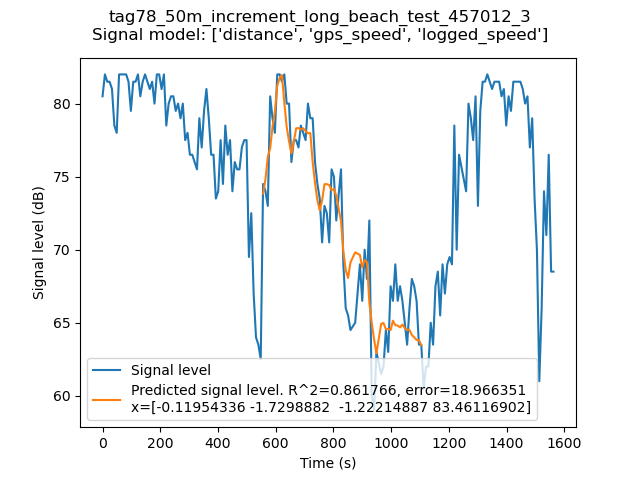 tag78_50m_increment_long_beach_test_457012_3
Signal model: ['distance', 'gps_speed', 'logged_speed']
Signal level (dB)
80
75
70
65
60
Signal level
Predicted signal level. R^2=0.861766, error=18.966351
x=[-0.11954336 -1.7298882  -1.22214887 83.46116902]
0 200 400 600 800 1000 1200 1400 1600
Time (s)